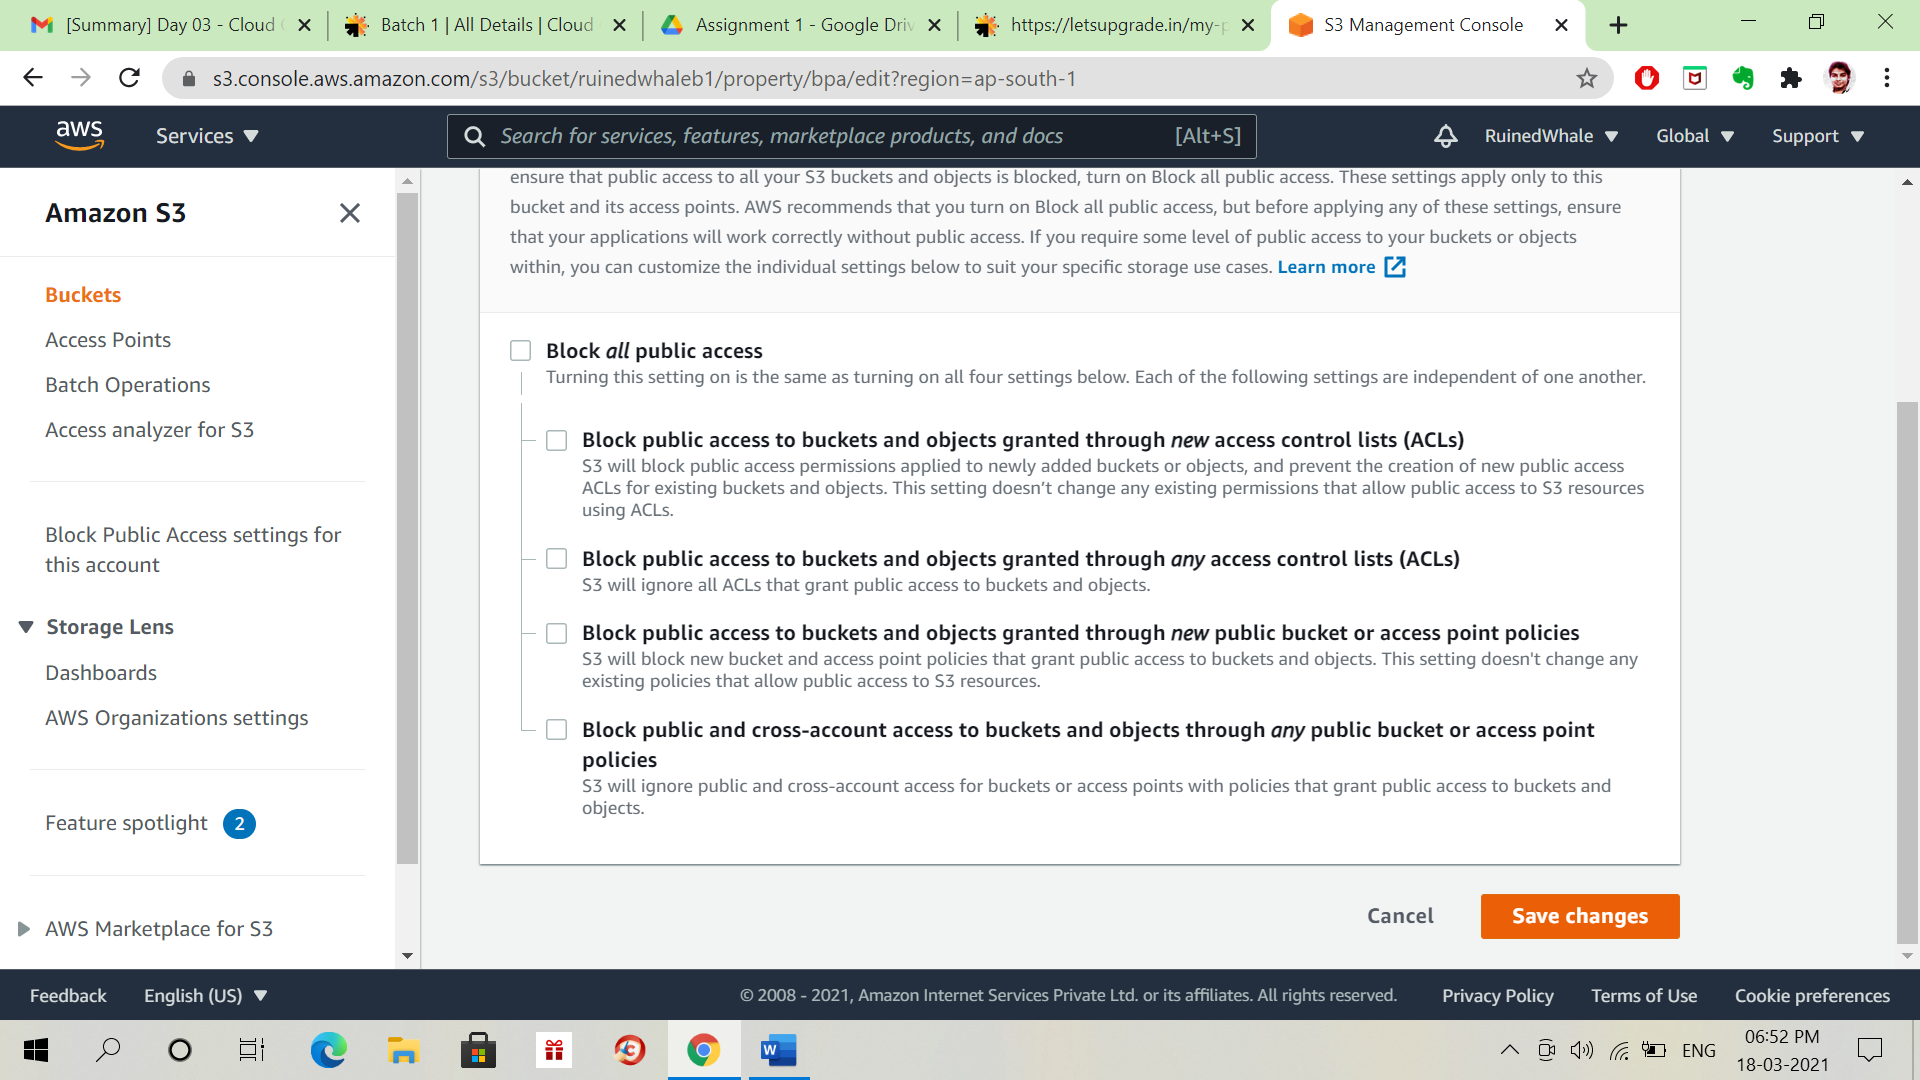 [Summary] Day 03 - Cloud
Batch 1 | All Details | Cloud
Assignment 1 - Google Driv
https://letsupgrade.in/my-p
S3 Management Console
s3.console.aws.amazon.com/s3/bucket/ruinedwhaleb1/property/bpa/edit?region=ap-south-1
aws
Services
Search for services, features, marketplace products, and docs
[Alt+S]
RuinedWhale
Global
Support
Amazon S3
Buckets
Access Points
Batch Operations
Access analyzer for S3
Block Public Access settings for
this account
Storage Lens
Dashboards
AWS Organizations settings
Feature spotlight 2
AWS Marketplace for S3
ensure that public access to all your S3 buckets and objects is blocked, turn on Block all public access. These settings apply only to this
bucket and its access points. AWS recommends that you turn on Block all public access, but before applying any of these settings, ensure
that your applications will work correctly without public access. If you require some level of public access to your buckets or objects
within, you can customize the individual settings below to suit your specific storage use cases. Learn more
Block all public access
Turning this setting on is the same as turning on all four settings below. Each of the following settings are independent of one another.
Block public access to buckets and objects granted through new access control lists (ACLs)
S3 will block public access permissions applied to newly added buckets or objects, and prevent the creation of new public access
ACLs for existing buckets and objects. This setting doesn’t change any existing permissions that allow public access to S3 resources
using ACLs.
Block public access to buckets and objects granted through any access control lists (ACLs)
S3 will ignore all ACLs that grant public access to buckets and objects.
Block public access to buckets and objects granted through new public bucket or access point policies
S3 will block new bucket and access point policies that grant public access to buckets and objects. This setting doesn't change any
existing policies that allow public access to S3 resources.
Block public and cross-account access to buckets and objects through any public bucket or access point
policies
S3 will ignore public and cross-account access for buckets or access points with policies that grant public access to buckets and
objects.
Cancel
Save changes
Feedback
English (US)
© 2008 - 2021, Amazon Internet Services Private Ltd. or its affiliates. All rights reserved.
Privacy Policy
Terms of Use
Cookie preferences
ENG
06:52 PM
18-03-2021